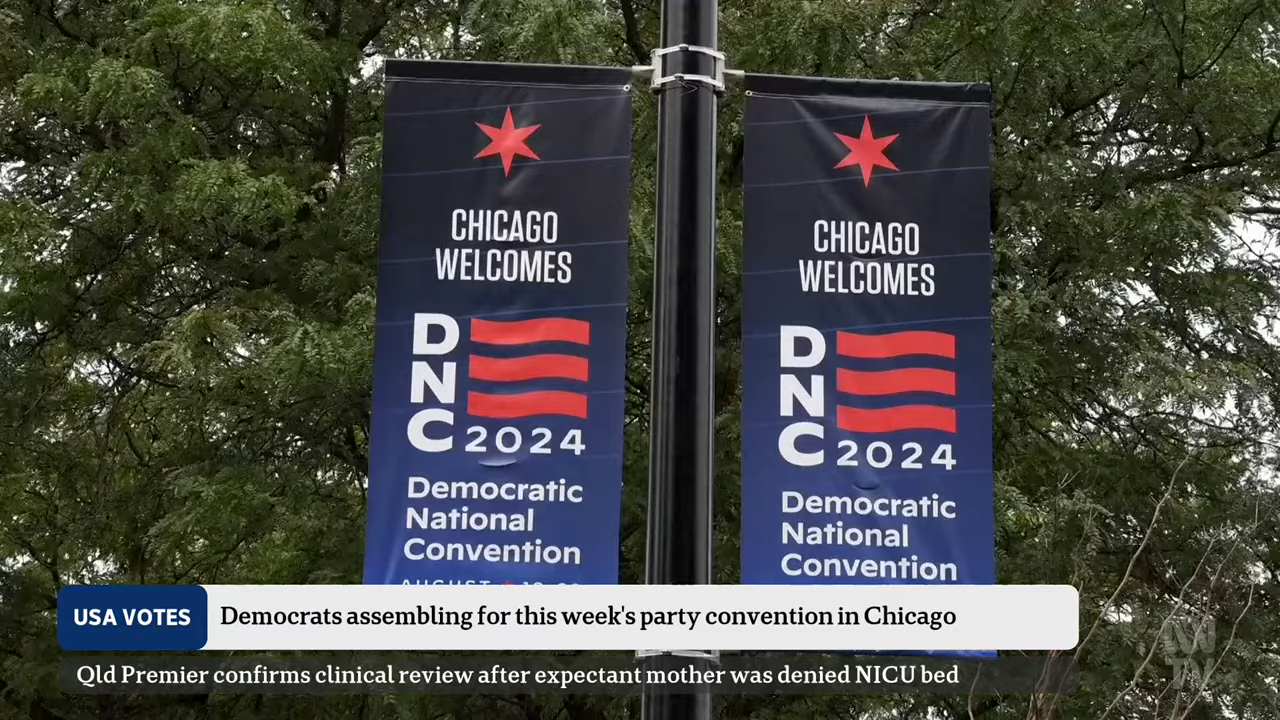 CHICAGO
WELCOMES
DNC
2024
Democratic
National
Convention
CHICAGO
WELCOMES
DNC
2024
Democratic
National
Convention
USA VOTES
Democrats assembling for this week's party convention in Chicago
Qld Premier confirms clinical review after expectant mother was denied NICU bed